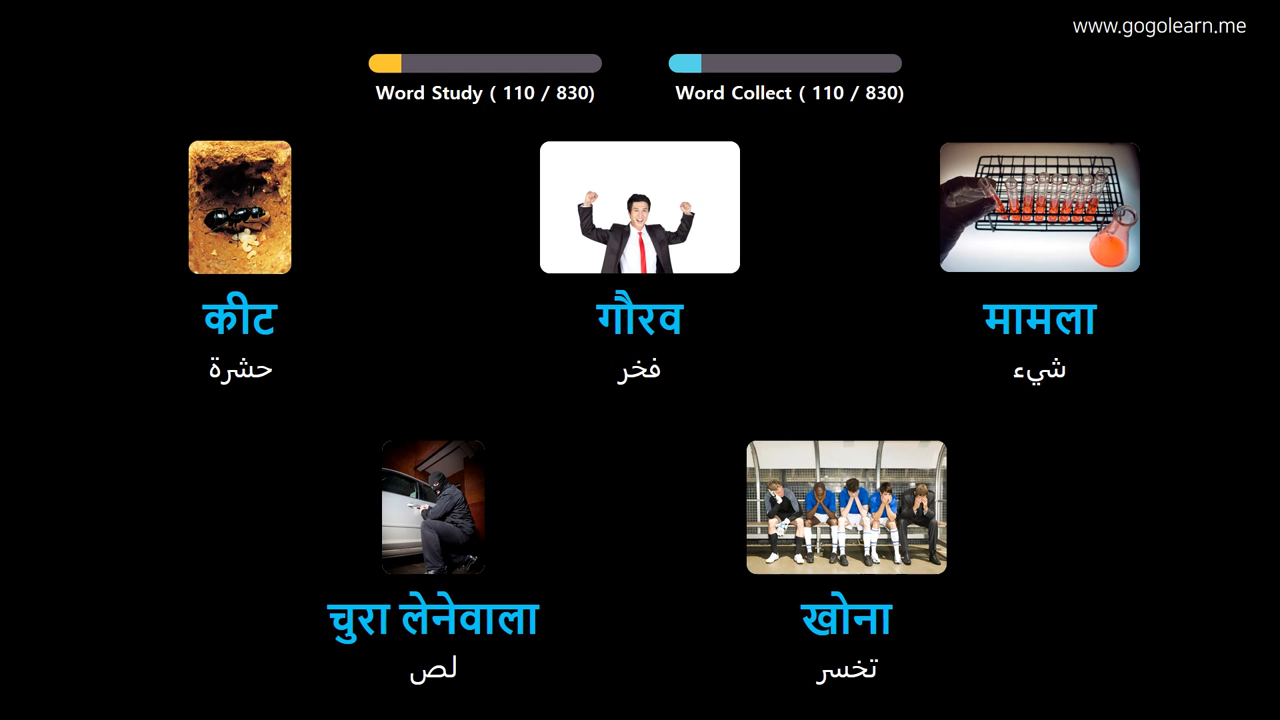 www.gogolearn.me
Word Study ( 110 / 830)
Word Collect ( 110 / 830)
कीट
حشرة
गौरव
فخر
मामला
شيء
चुरा लेनेवाला
لص
खोना
تخسر